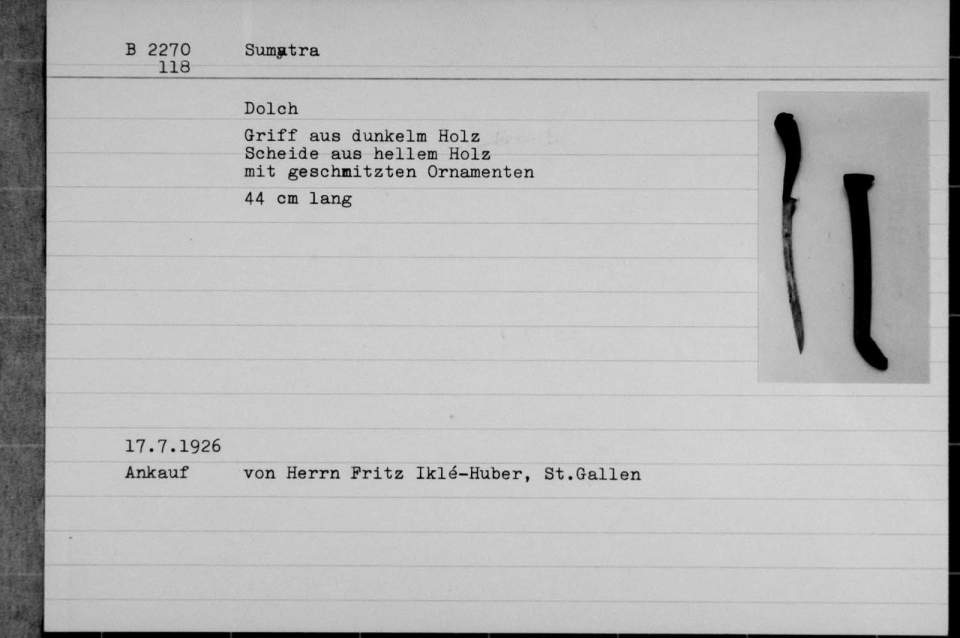 B 2270 Sumatra
118
Dolch
Griff aus dunkelm Holz
Scheide aus hellem Holz
mit geschnitzten Ornamenten
44 cm lang
17.7.1926
Ankauf von Herrn Fritz Iklé-Huber, St.Gallen